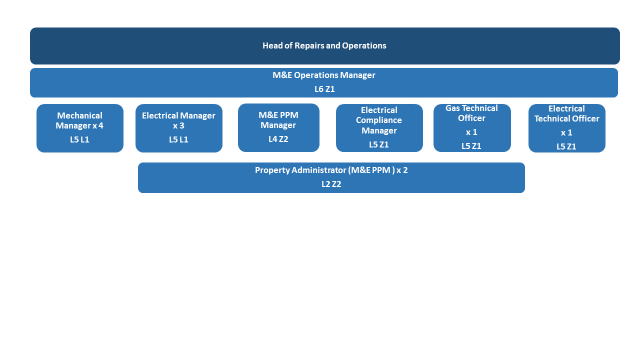 Head of Repairs and Operations
M&E Operations Manager
L6 Z1
Mechanical
Manager x 4
L5 L1
Electrical Manager
x 3
L5 L1
M&E PPM
Manager
L4 Z2
Electrical
Compliance
Manager
L5 Z1
Gas Technical
Officer
x 1
L5 Z1
Electrical
Technical Officer
x 1
L5 Z1
Property Administrator (M&E PPM ) x 2
L2 Z2